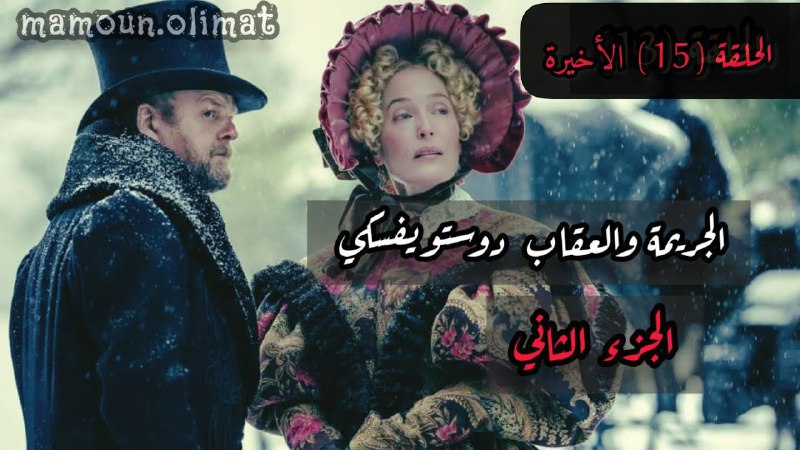 mamoun.olimat
الحلقة (15) الأخيرة
الجريمة والعقاب دوستويفسكي
الجزء الثاني